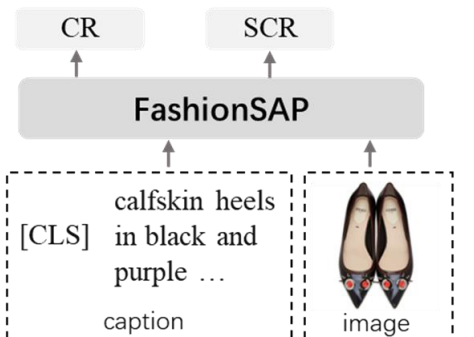 CR
SCR
FashionSAP
[CLS]
calfskin heels
in black and
purple ...
caption
image